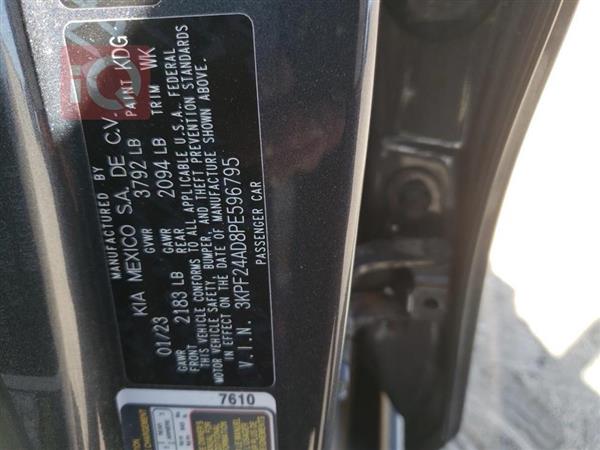 MANUFACTURED BY
KIA MEXICO S.A. DE C.V.
01/23 GVWR 3792 LB PAINT KDG
GAWR FRONT 2183 LB GAWR REAR 2094 LB TRIM WK
THIS VEHICLE CONFORMS TO ALL APPLICABLE U.S.A. FEDERAL
MOTOR VEHICLE SAFETY, BUMPER, AND THEFT PREVENTION STANDARDS
IN EFFECT ON THE DATE OF MANUFACTURE SHOWN ABOVE.
V.I.N. 3KPF24AD8PE596795
PASSENGER CAR
7610
iQ